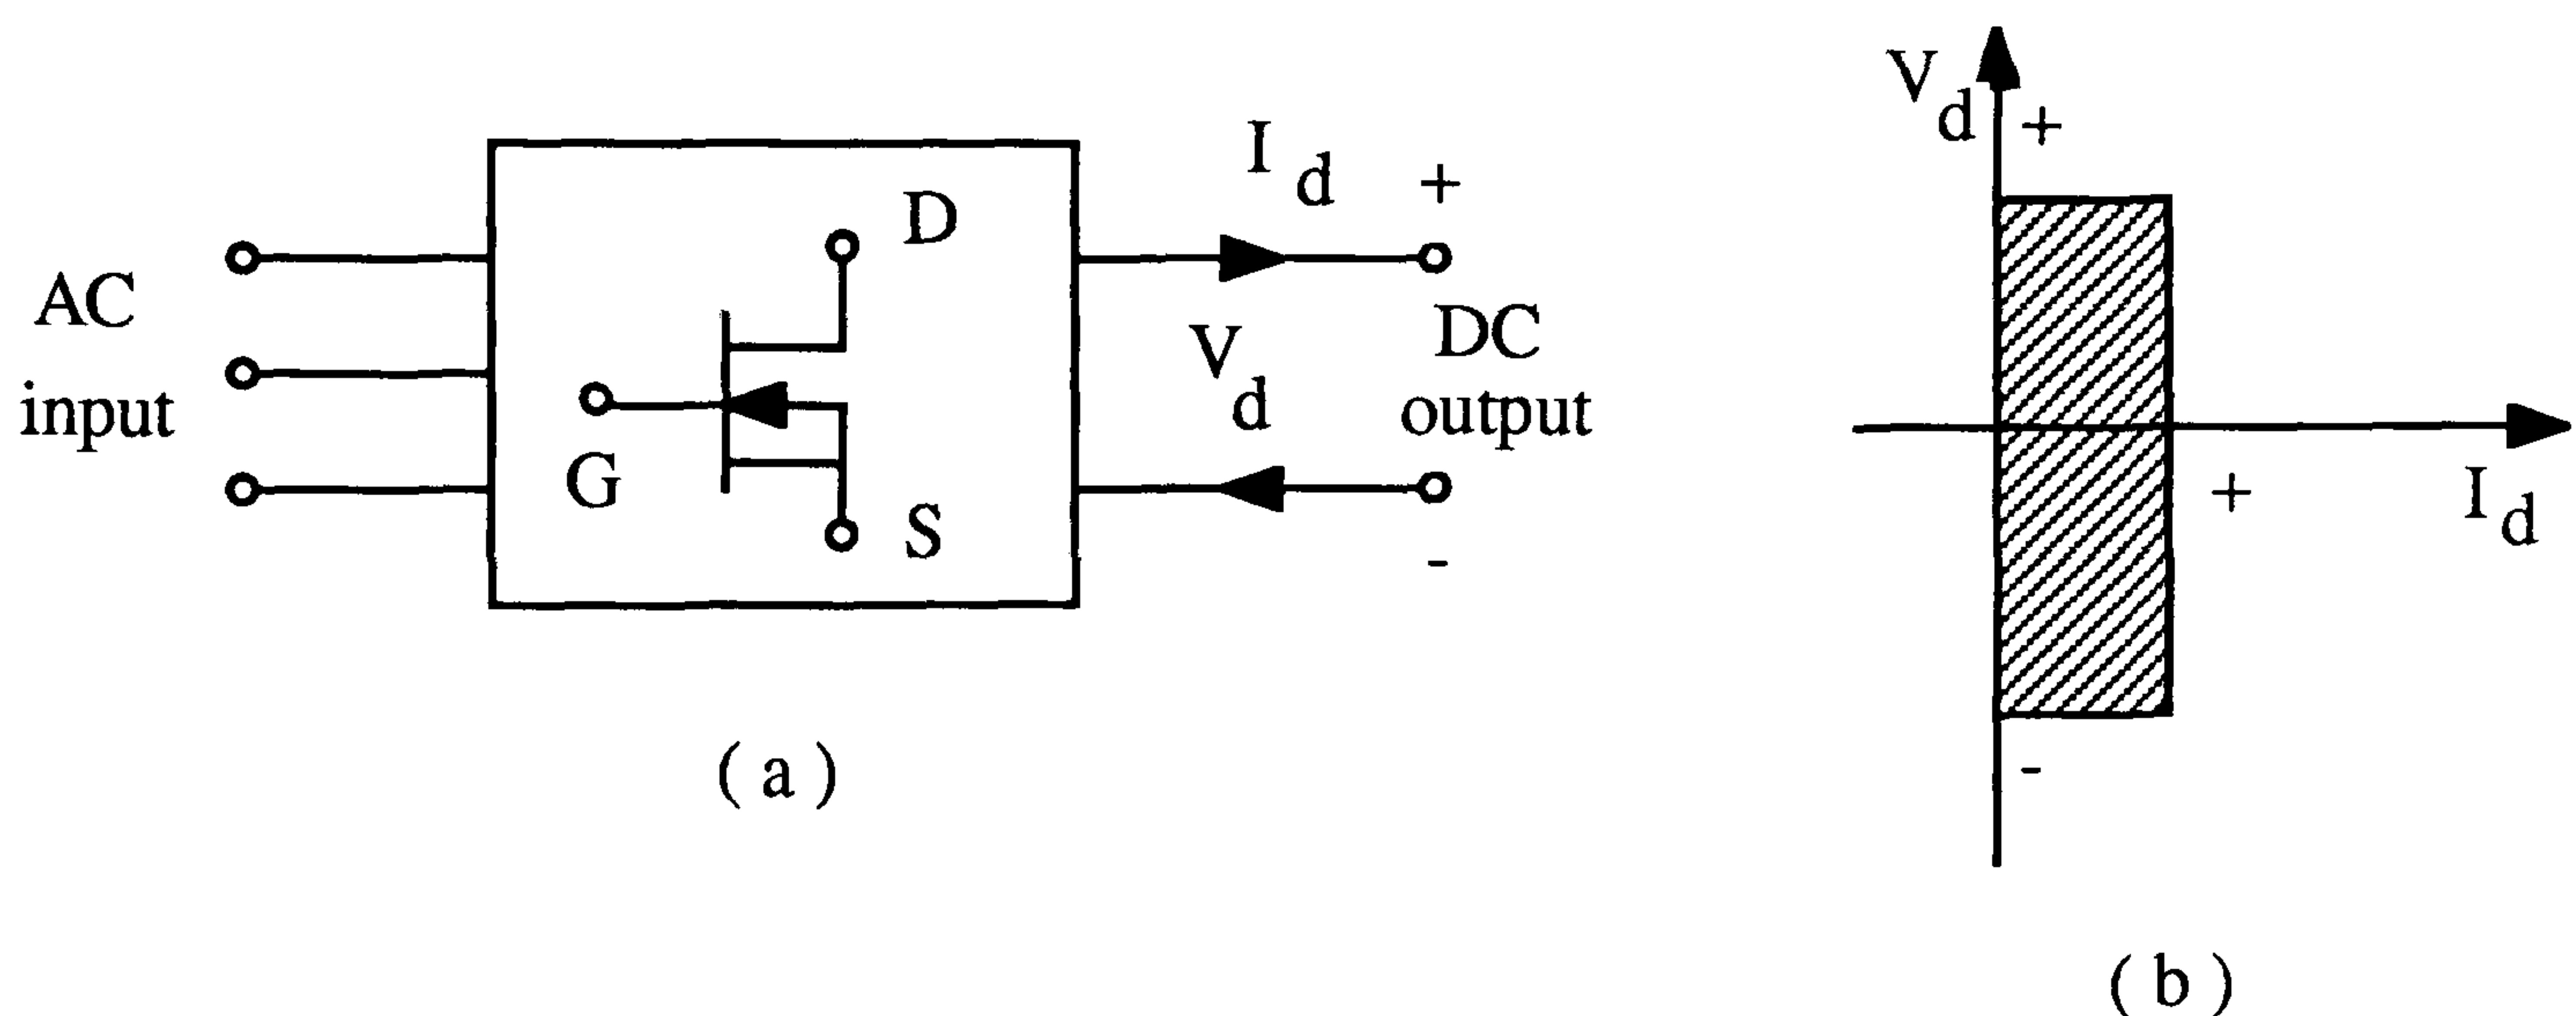 AC
input
D
G
S
I d
+
V d
DC
output
-
( a )
V d
+
+
I d
-
( b )